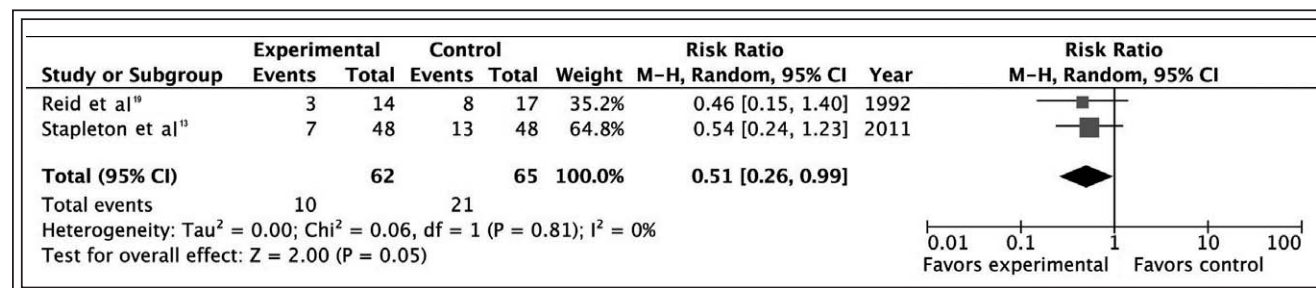 Experimental Control Risk Ratio Risk Ratio
Study or Subgroup Events Total Events Total Weight M-H, Random, 95% CI Year M-H, Random, 95% CI
Reid et al¹⁹ 3 14 8 17 35.2% 0.46 [0.15, 1.40] 1992
Stapleton et al¹³ 7 48 13 48 64.8% 0.54 [0.24, 1.23] 2011
Total (95% CI) 62 65 100.0% 0.51 [0.26, 0.99]
Total events 10 21
Heterogeneity: Tau² = 0.00; Chi² = 0.06, df = 1 (P = 0.81); I² = 0%
Test for overall effect: Z = 2.00 (P = 0.05)
0.01 0.1 1 10 100
Favors experimental Favors control